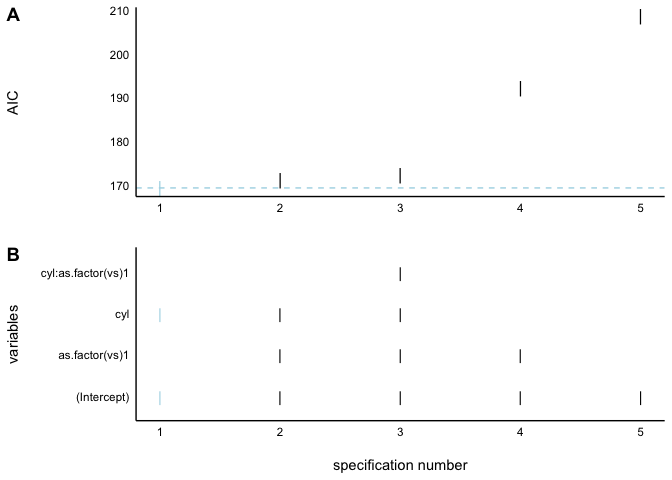 A
AIC
210
200
190
180
170
1 2 3 4 5
B
variables
cyl:as.factor(vs)1
cyl
as.factor(vs)1
(Intercept)
1 2 3 4 5
specification number